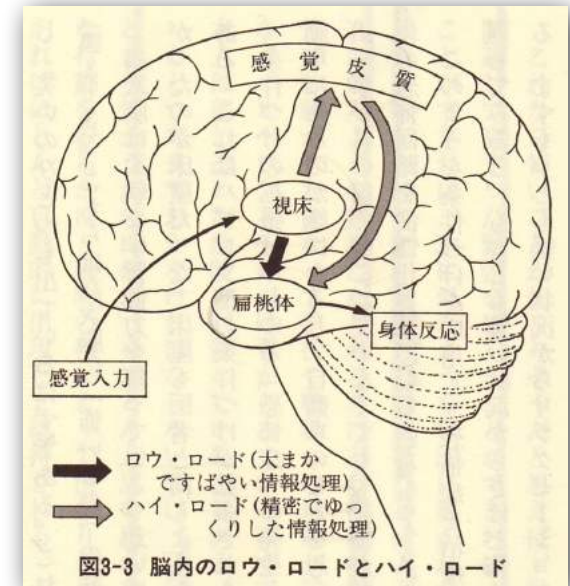 感覚皮質
視床
扁桃体
身体反応
感覚入力
ロウ・ロード(大まか
ですばやい情報処理)
ハイ・ロード(精密でゆっ
くりした情報処理)
図3-3 脳内のロウ・ロードとハイ・ロード